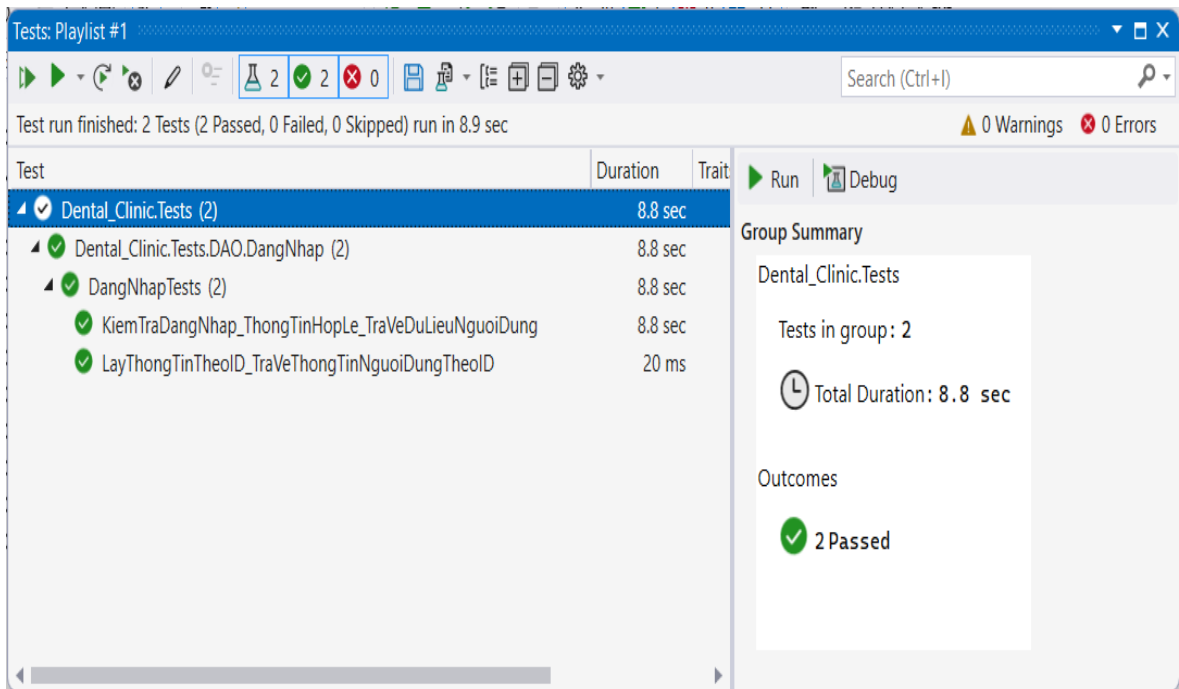 Tests: Playlist #1
2 2 0 Search (Ctrl+I)
Test run finished: 2 Tests (2 Passed, 0 Failed, 0 Skipped) run in 8.9 sec 0 Warnings 0 Errors
Test Duration Trait
Run Debug
Dental_Clinic.Tests (2) 8.8 sec
Dental_Clinic.Tests.DAO.DangNhap (2) 8.8 sec
DangNhapTests (2) 8.8 sec
KiemTraDangNhap_ThongTinHopLe_TraVeDuLieuNguoiDung 8.8 sec
LayThongTinTheoID_TraVeThongTinNguoiDungTheoID 20 ms
Group Summary
Dental_Clinic.Tests
Tests in group: 2
Total Duration: 8.8 sec
Outcomes
2 Passed